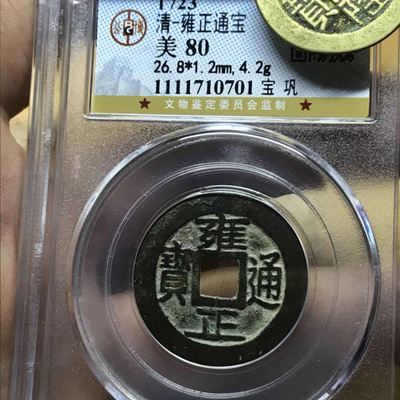 1723
清-雍正通宝
美 80
26.8*1.2mm,4.2g
1111710701 宝 巩
★ 文物鉴定委员会监制 ★
雍正通寶